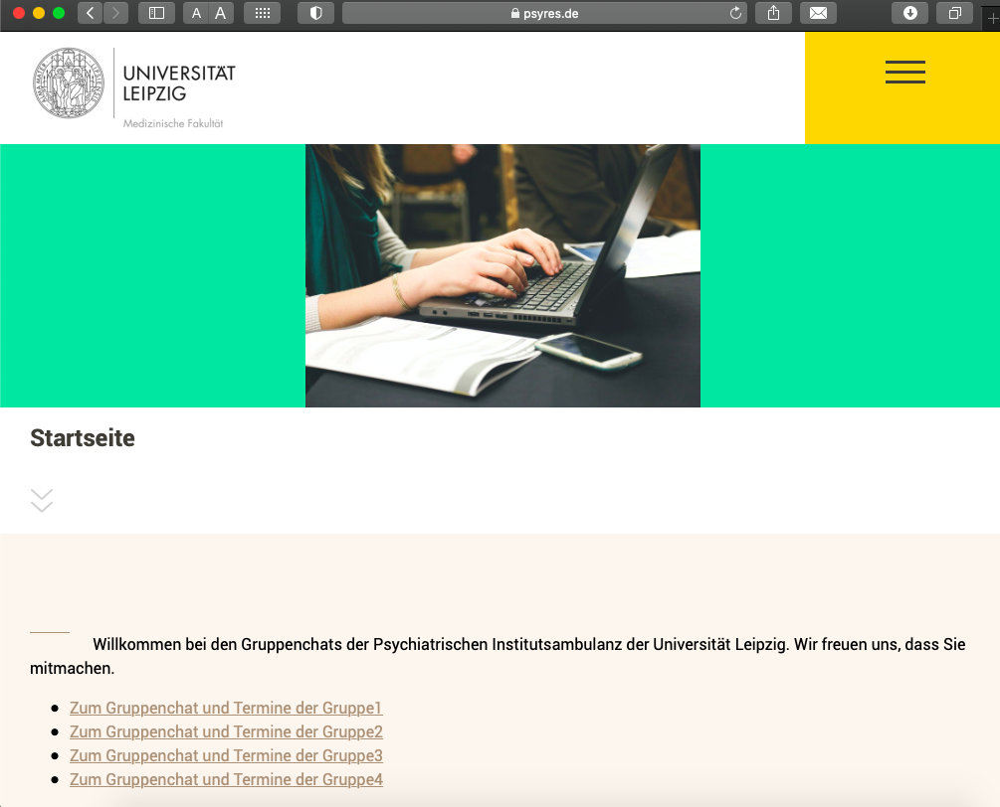 A A
psyres.de
UNIVERSITÄT
LEIPZIG
Medizinische Fakultät
Startseite
Willkommen bei den Gruppenchats der Psychiatrischen Institutsambulanz der Universität Leipzig. Wir freuen uns, dass Sie
mitmachen.
Zum Gruppenchat und Termine der Gruppe1
Zum Gruppenchat und Termine der Gruppe2
Zum Gruppenchat und Termine der Gruppe3
Zum Gruppenchat und Termine der Gruppe4